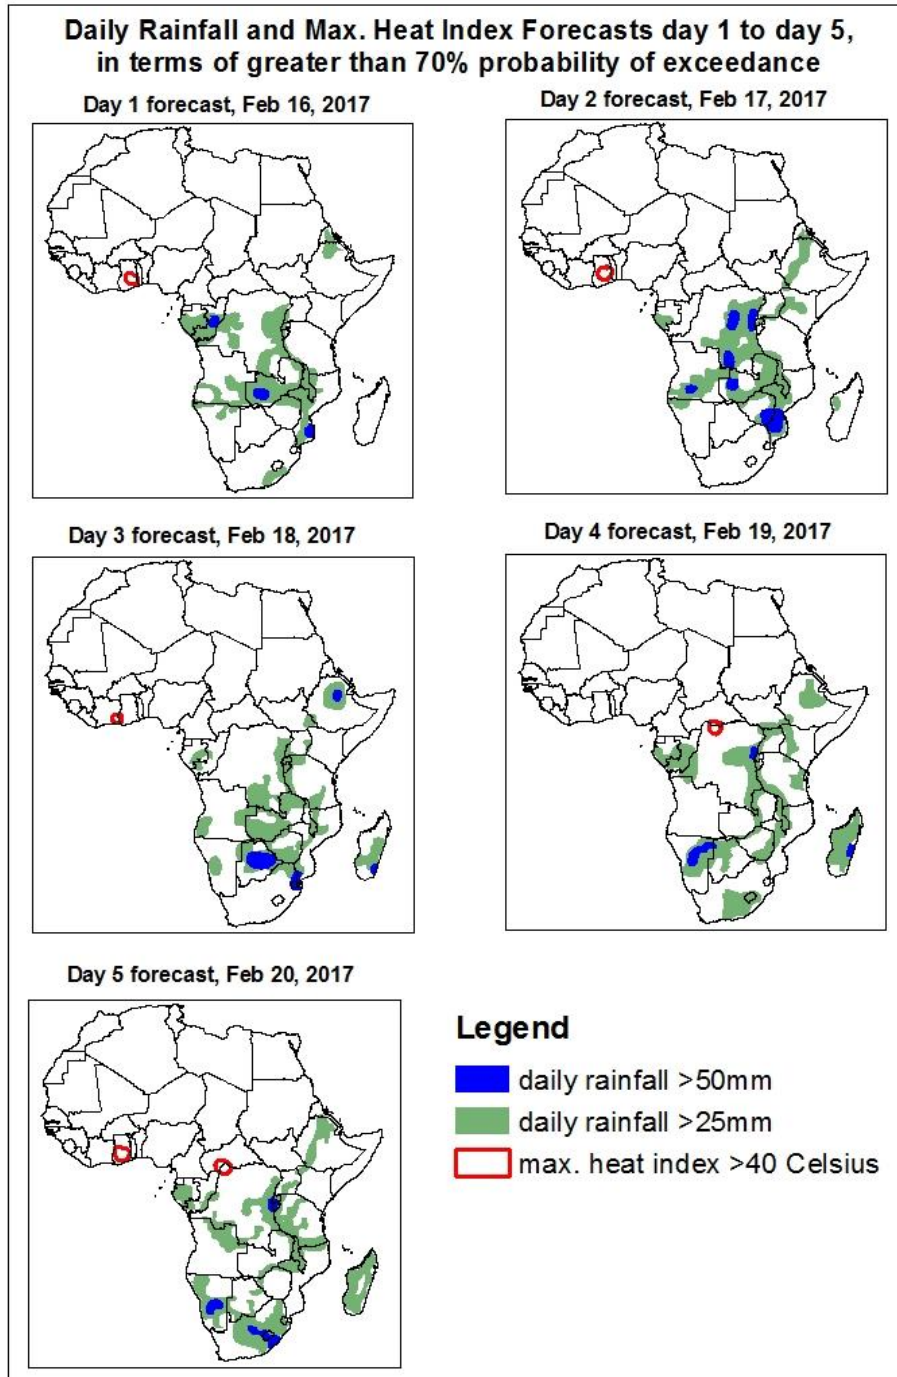 Daily Rainfall and Max. Heat Index Forecasts day 1 to day 5,
in terms of greater than 70% probability of exceedance
Day 1 forecast, Feb 16, 2017
Day 2 forecast, Feb 17, 2017
Day 3 forecast, Feb 18, 2017
Day 4 forecast, Feb 19, 2017
Day 5 forecast, Feb 20, 2017
Legend
daily rainfall >50mm
daily rainfall >25mm
max. heat index >40 Celsius